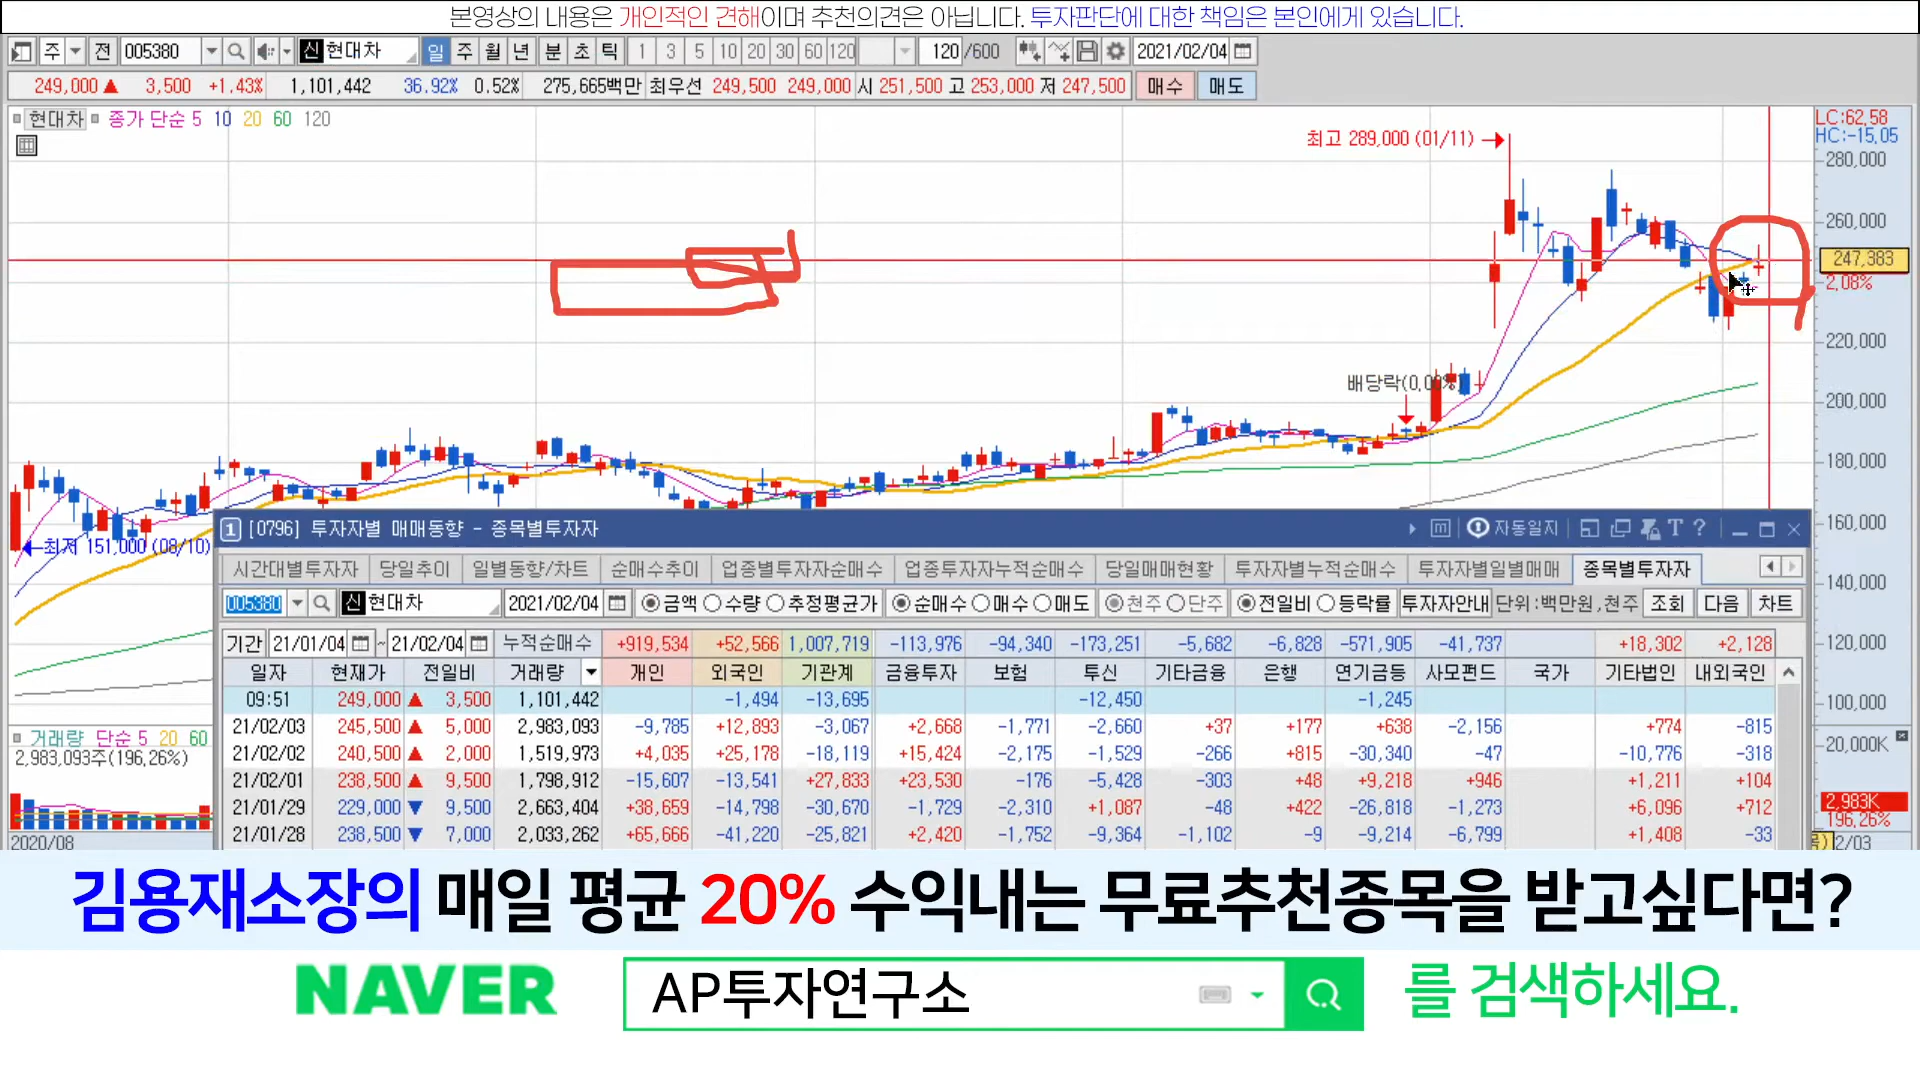 본영상의 내용은 개인적인 견해이며 추천의견은 아닙니다. 투자판단에 대한 책임은 본인에게 있습니다.
주 전 005380 신 현대차 일 주 월 년 분 초 틱 1 3 5 10 20 30 60 120 120 /600 2021/02/04
249,000 ▲ 3,500 +1.43% 1,101,442 36.92% 0.52% 275,665백만 최우선 249,500 249,000 시 251,500 고 253,000 저 247,500 매수 매도
현대차 종가 단순 5 10 20 60 120
LC:62.58
HC:-15.05
최고 289,000 (01/11)
280,000
260,000
247,383
2.08%
220,000
배당락(0.00%)
200,000
180,000
160,000
최저 151,000 (08/10)
140,000
120,000
100,000
1 [0796] 투자자별 매매동향 - 종목별투자자 자동일지 T ?
시간대별투자자 당일추이 일별동향/차트 순매수추이 업종별투자자순매수 업종투자자누적순매수 당일매매현황 투자자별누적순매수 투자자별일별매매 종목별투자자
005380 신 현대차 2021/02/04 금액 수량 추정평균가 순매수 매수 매도 천주 단주 전일비 등락률 투자자안내 단위:백만원,천주 조회 다음 차트
기간 21/01/04 ~ 21/02/04 누적순매수 +919,534 +52,566 1,007,719 -113,976 -94,340 -173,251 -5,682 -6,828 -571,905 -41,737 +18,302 +2,128
일자 현재가 전일비 거래량 개인 외국인 기관계 금융투자 보험 투신 기타금융 은행 연기금등 사모펀드 국가 기타법인 내외국인
09:51 249,000 ▲ 3,500 1,101,442 -1,494 -13,695 -12,450 -1,245
21/02/03 245,500 ▲ 5,000 2,983,093 -9,785 +12,893 -3,067 +2,668 -1,771 -2,660 +37 +177 +638 -2,156 +774 -815
21/02/02 240,500 ▲ 2,000 1,519,973 +4,035 +25,178 -18,119 +15,424 -2,175 -1,529 -266 +815 -30,340 -47 -10,776 -318
21/02/01 238,500 ▲ 9,500 1,798,912 -15,607 -13,541 +27,833 +23,530 -176 -5,428 -303 +48 +9,218 +946 +1,211 +104
21/01/29 229,000 ▼ 9,500 2,663,404 +38,659 -14,798 -30,670 -1,729 -2,310 +1,087 -48 +422 -26,818 -1,273 +6,096 +712
21/01/28 238,500 ▼ 7,000 2,033,262 +65,666 -41,220 -25,821 +2,420 -1,752 -9,364 -1,102 -9 -9,214 -6,799 +1,408 -33
거래량 단순 5 20 60
2,983,093주(196.26%)
20,000K
2,983K
196.26%
2020/08
2/03
김용재소장의 매일 평균 20% 수익내는 무료추천종목을 받고싶다면?
NAVER AP투자연구소 를 검색하세요.